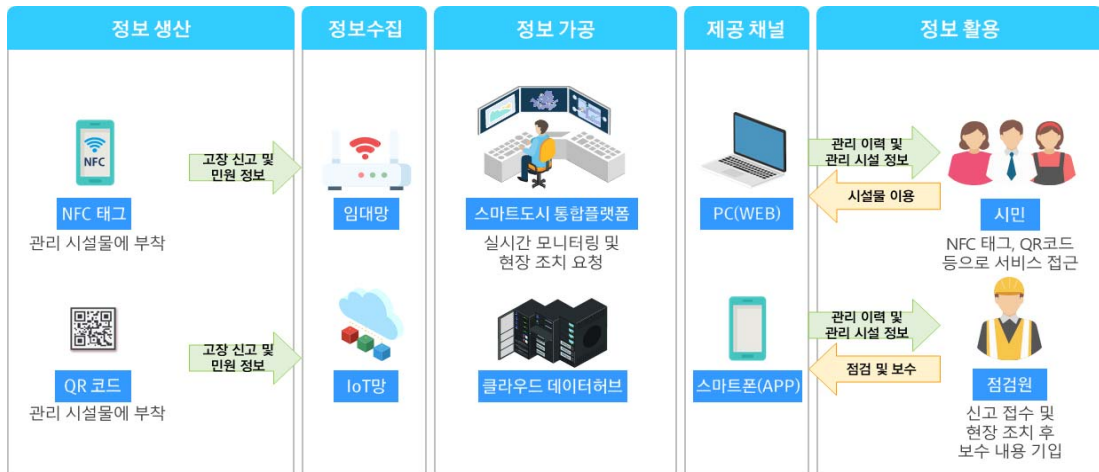 정보 생산
정보수집
정보 가공
제공 채널
정보 활용
NFC
NFC 태그
관리 시설물에 부착
고장 신고 및
민원 정보
임대망
스마트도시 통합플랫폼
실시간 모니터링 및
현장 조치 요청
PC(WEB)
관리 이력 및
관리 시설 정보
시설물 이용
시민
NFC 태그, QR코드
등으로 서비스 접근
QR 코드
관리 시설물에 부착
고장 신고 및
민원 정보
IoT망
클라우드 데이터허브
스마트폰(APP)
관리 이력 및
관리 시설 정보
점검 및 보수
점검원
신고 접수 및
현장 조치 후
보수 내용 기입